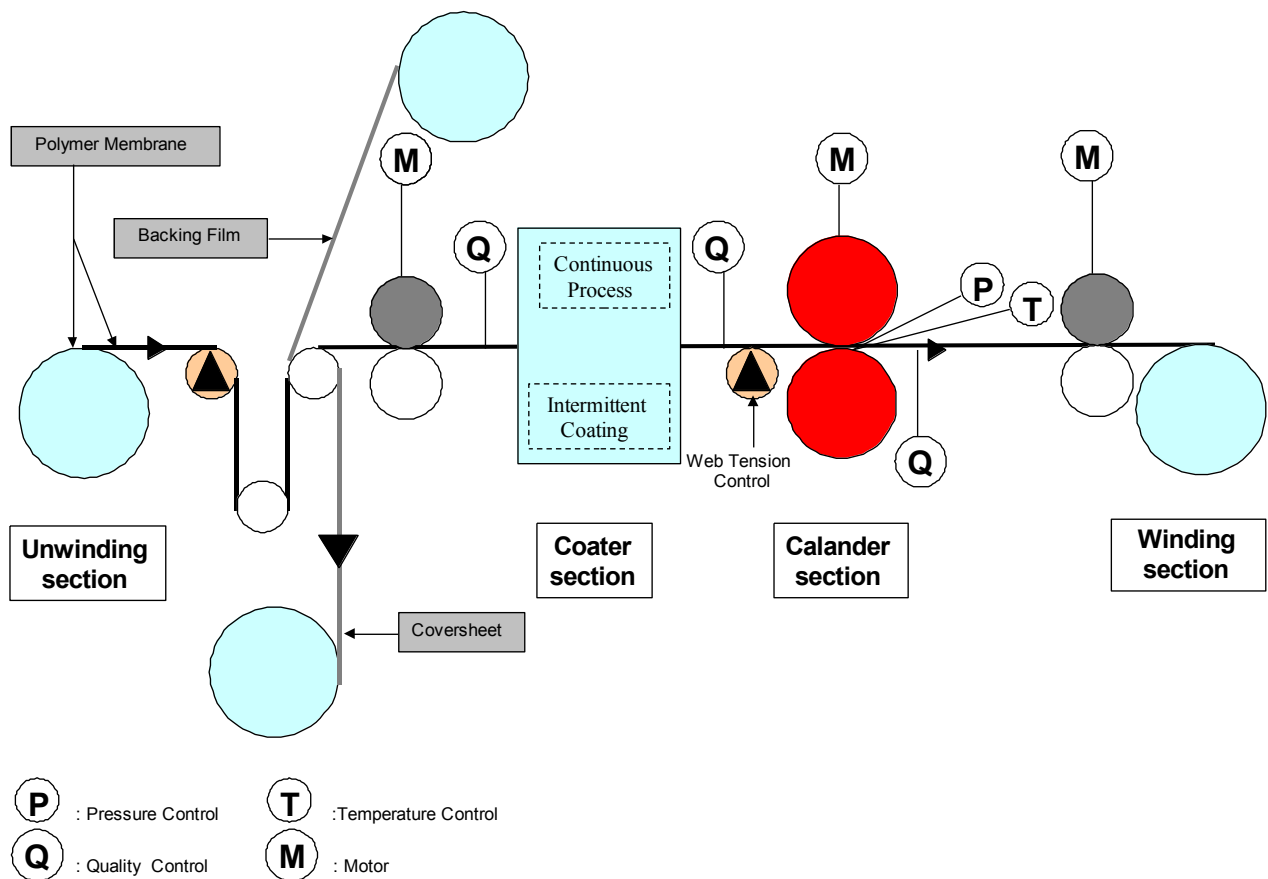 Polymer Membrane
Backing Film
M
M
M
Q
Q
Continuous
Process
P
T
Intermittent
Coating
Web Tension
Control
Q
Unwinding
section
Coater
section
Calander
section
Winding
section
Coversheet
P : Pressure Control
T :Temperature Control
Q : Quality Control
M : Motor